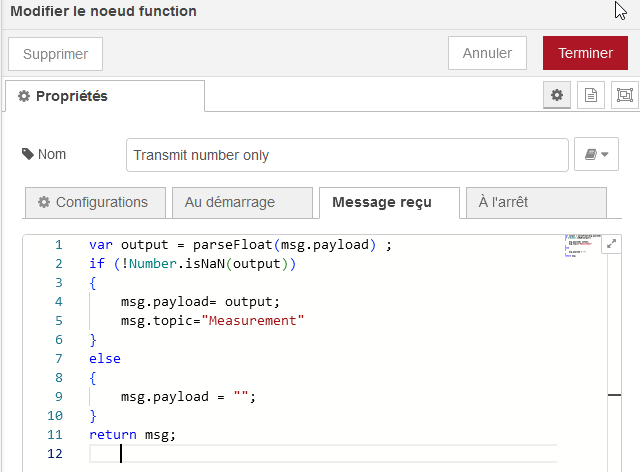 Modifier le noeud function
Supprimer
Annuler
Terminer
Propriétés
Nom
Transmit number only
Configurations
Au démarrage
Message reçu
À l'arrêt
1 var output = parseFloat(msg.payload) ;
2 if (!Number.isNaN(output))
3 {
4     msg.payload= output;
5     msg.topic="Measurement"
6 }
7 else
8 {
9     msg.payload = "";
10 }
11 return msg;
12